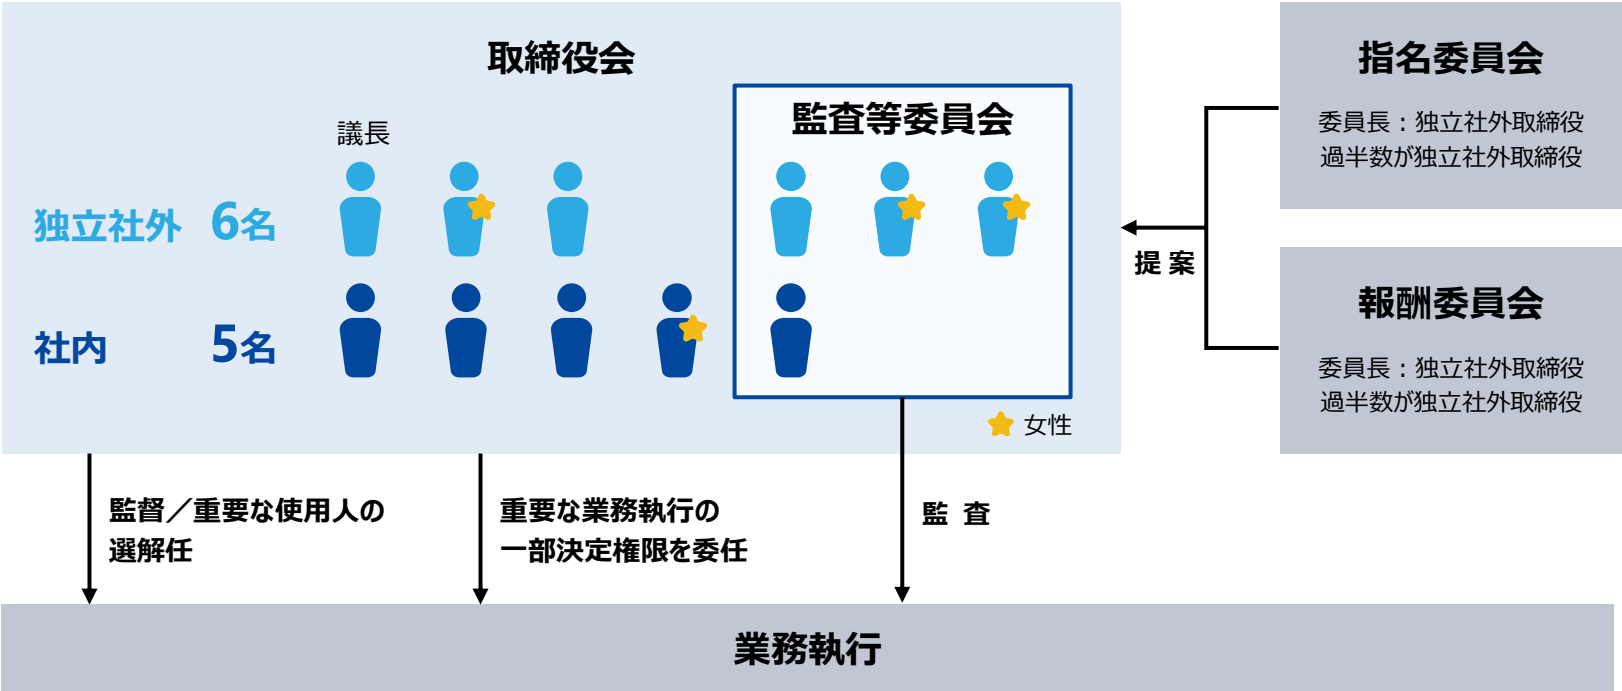 取締役会
監査等委員会
議長
独立社外 6名
社内 5名
女性
指名委員会
委員長：独立社外取締役
過半数が独立社外取締役
提案
報酬委員会
委員長：独立社外取締役
過半数が独立社外取締役
監督／重要な使用人の
選解任
重要な業務執行の
一部決定権限を委任
監 査
業務執行